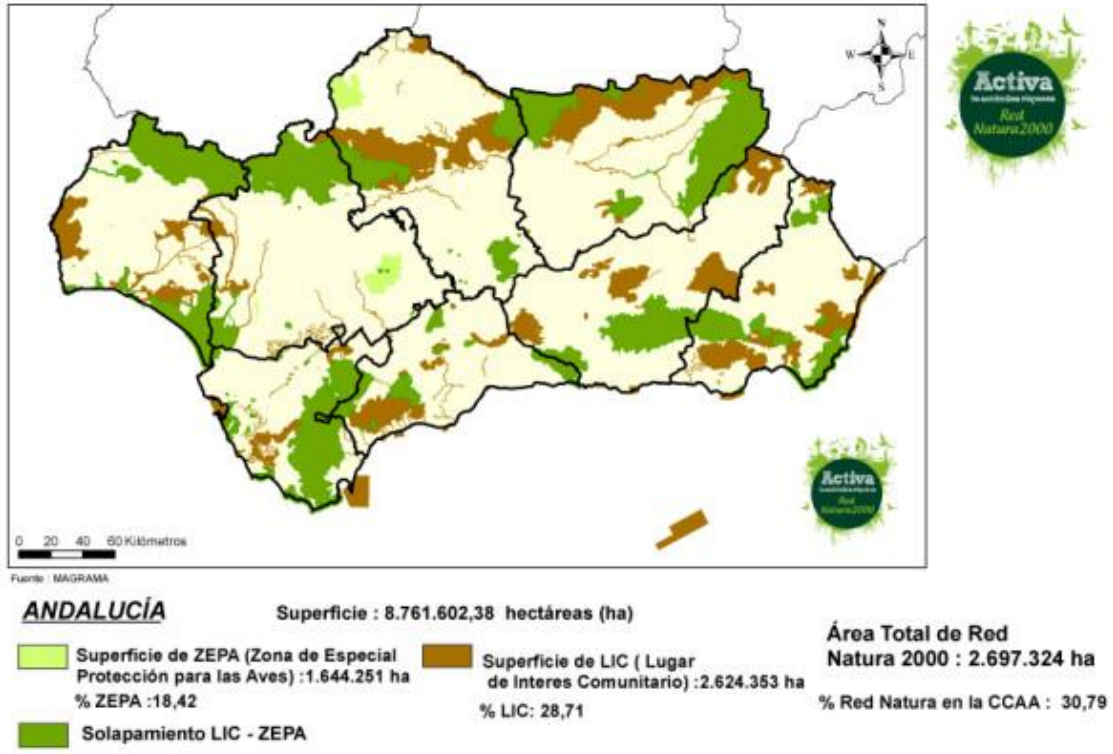 N
W
E
S
Activa
Red
Natura2000
Activa
Red
Natura2000
0 20 40 60 Kilómetros
Fuente : MAGRAMA
ANDALUCÍA
Superficie : 8.761.602,38 hectáreas (ha)
Superficie de ZEPA (Zona de Especial
Protección para las Aves) :1.644.251 ha
% ZEPA :18,42
Solapamiento LIC - ZEPA
Superficie de LIC ( Lugar
de Interes Comunitario) :2.624.353 ha
% LIC: 28,71
Área Total de Red
Natura 2000 : 2.697.324 ha
% Red Natura en la CCAA : 30,79